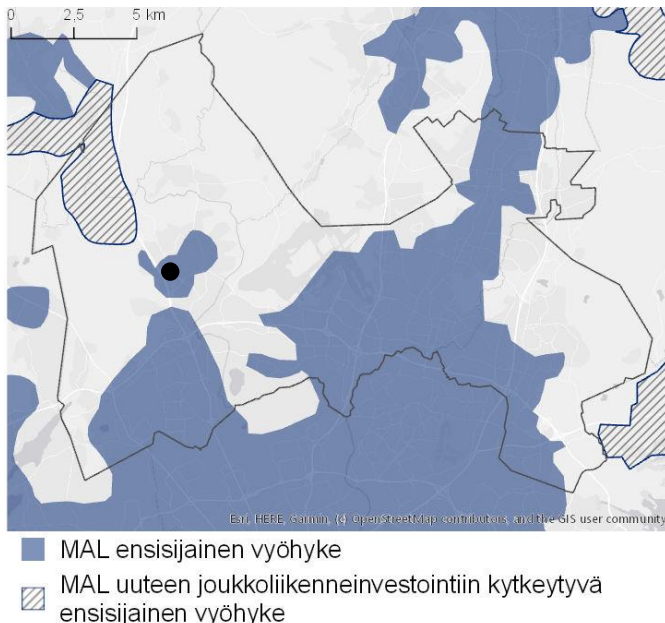 0 2,5 5 km
Esri, HERE, Garmin, (c) OpenStreetMap contributors, and the GIS user community
MAL ensisijainen vyöhyke
MAL uuteen joukkoliikenneinvestointiin kytkeytyvä
ensisijainen vyöhyke